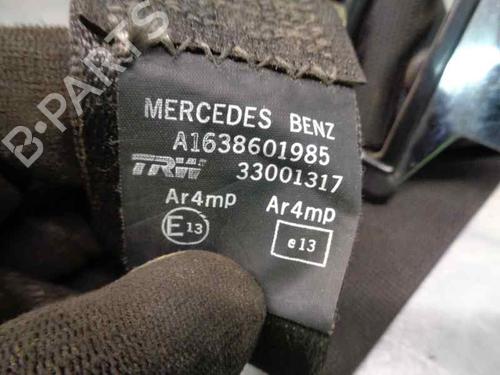 B-PARTS
MERCEDES BENZ
A1638601985
TRW 33001317
Ar4mp Ar4mp
E13 e13